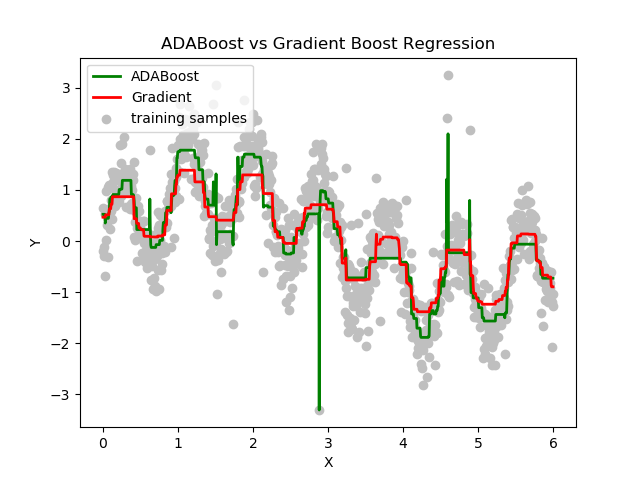 ADABoost vs Gradient Boost Regression
ADABoost
Gradient
training samples
Y
3
2
1
0
−1
−2
−3
0 1 2 3 4 5 6
X